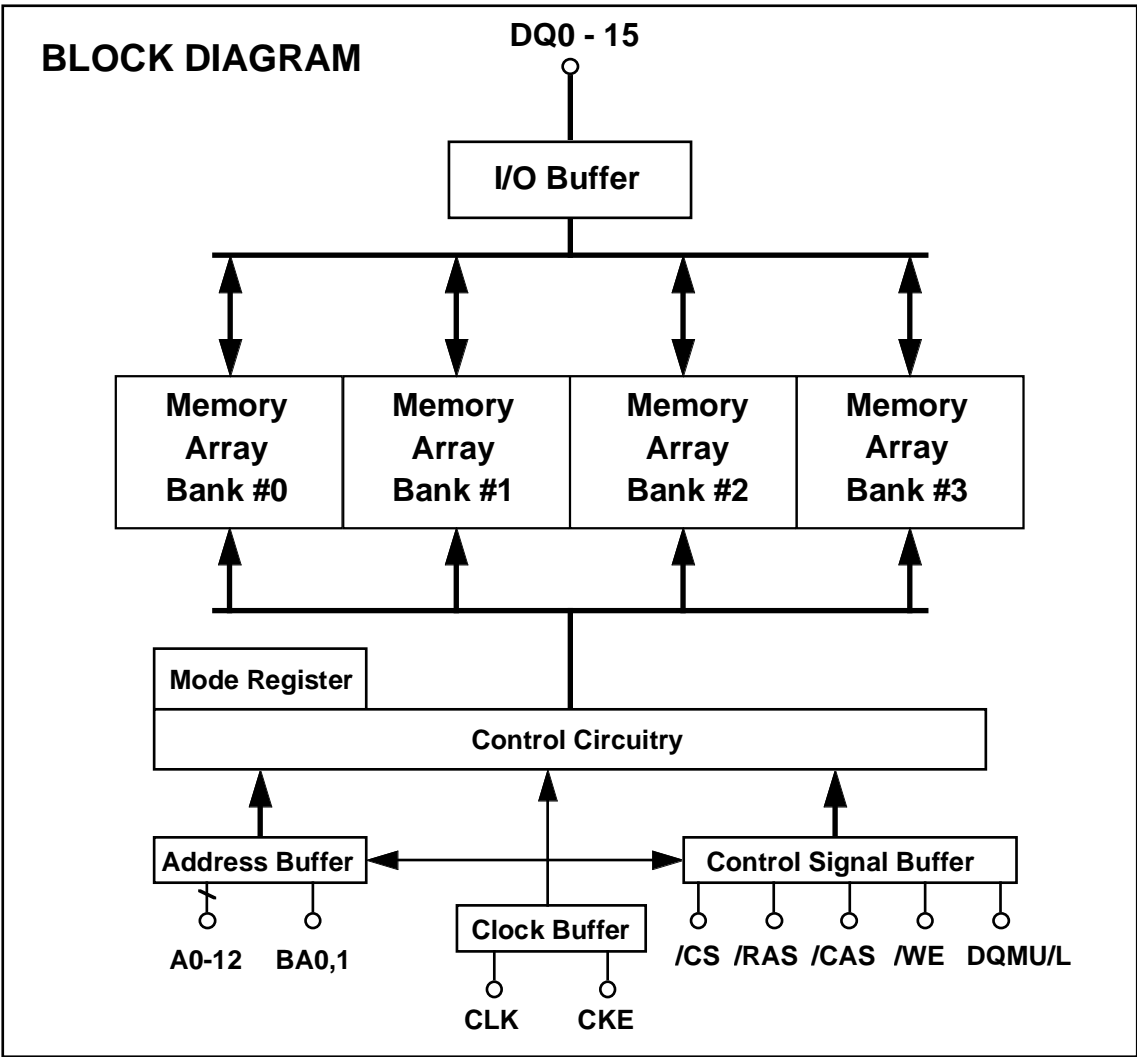 BLOCK DIAGRAM
DQ0 - 15
I/O Buffer
Memory Array Bank #0
Memory Array Bank #1
Memory Array Bank #2
Memory Array Bank #3
Mode Register
Control Circuitry
Address Buffer
Control Signal Buffer
Clock Buffer
A0-12
BA0,1
/CS
/RAS
/CAS
/WE
DQMU/L
CLK
CKE